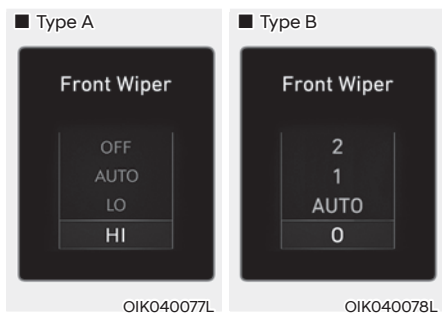 ■ Type A
Front Wiper
OFF
AUTO
LO
HI
OIK040077L
■ Type B
Front Wiper
2
1
AUTO
0
OIK040078L